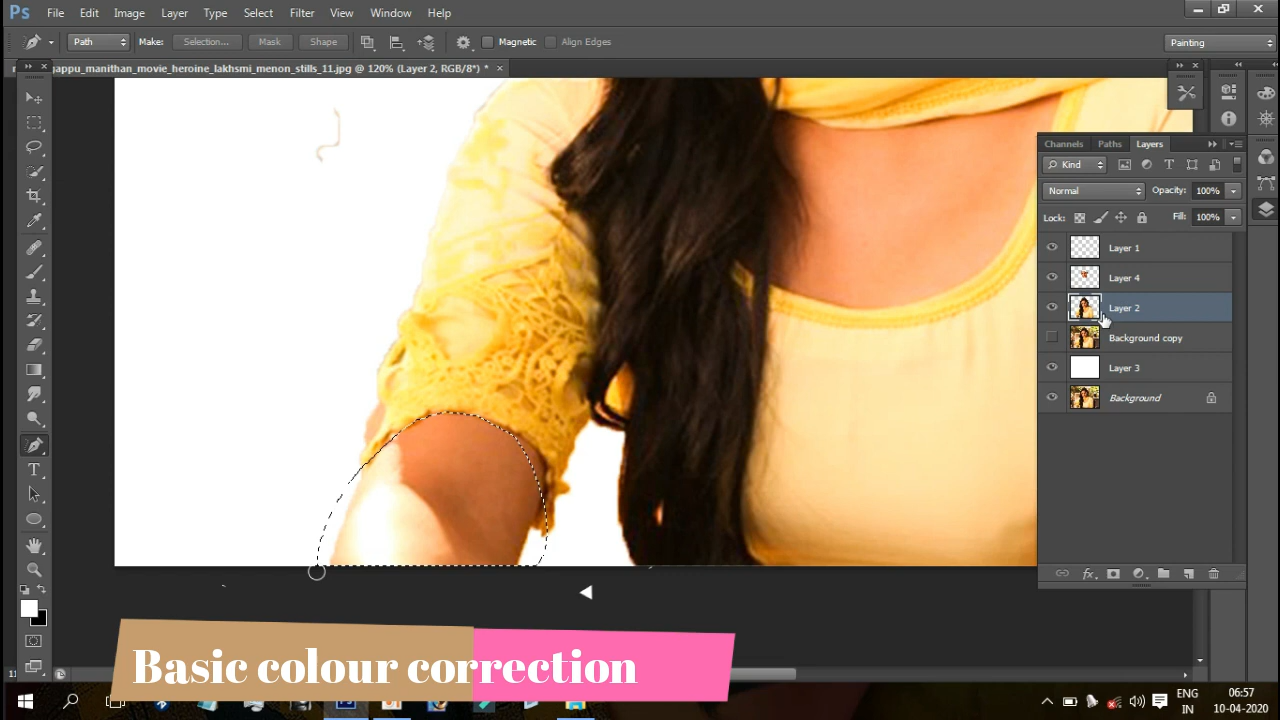 Ps File Edit Image Layer Type Select Filter View Window Help
Path Make: Selection... Mask Shape Magnetic Align Edges Painting
gappu_manithan_movie_heroine_lakhsmi_menon_stills_11.jpg @ 120% (Layer 2, RGB/8*) *
Channels Paths Layers
Kind
Normal Opacity: 100%
Lock: Fill: 100%
Layer 1
Layer 4
Layer 2
Background copy
Layer 3
Background
T
fx
Basic colour correction
ENG 06:57
IN 10-04-2020